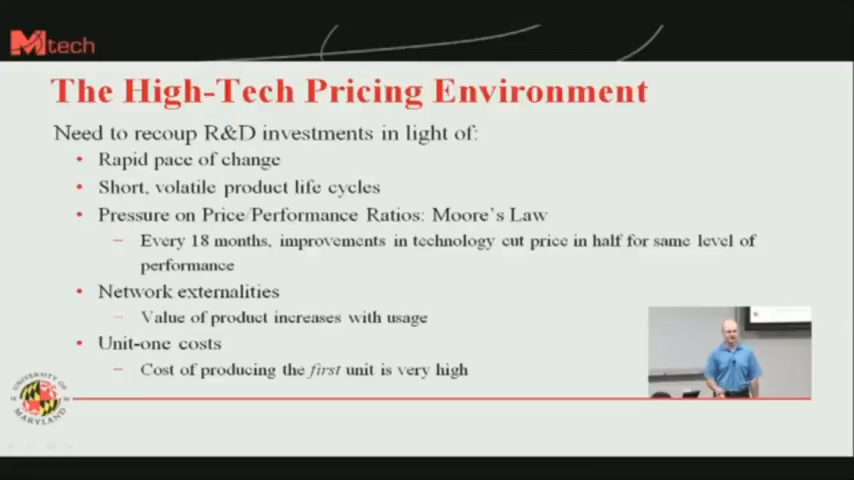 Mtech
The High-Tech Pricing Environment
Need to recoup R&D investments in light of:
• Rapid pace of change
• Short, volatile product life cycles
• Pressure on Price/Performance Ratios: Moore's Law
– Every 18 months, improvements in technology cut price in half for same level of
performance
• Network externalities
– Value of product increases with usage
• Unit-one costs
– Cost of producing the first unit is very high
UNIVERSITY OF
MARYLAND